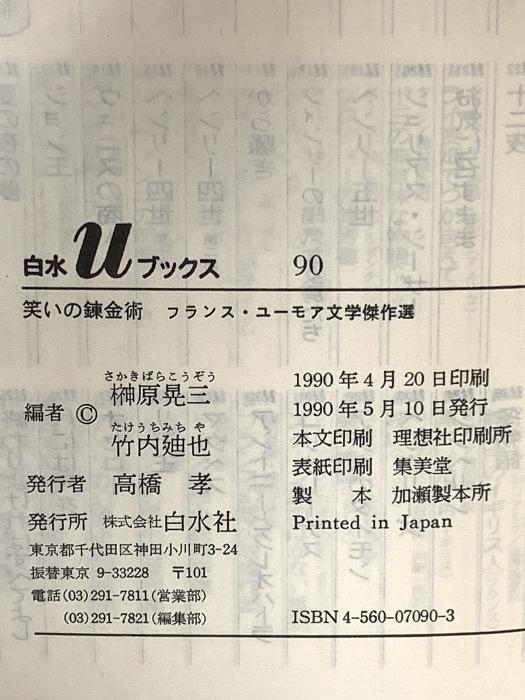 白水uブックス 90
笑いの錬金術 フランス・ユーモア文学傑作選
さかきばらこうぞう
編者 © 榊原晃三
たけうちみちや
竹内廸也
発行者 高橋 孝
発行所 株式会社白水社
東京都千代田区神田小川町3-24
振替東京 9-33228 〒101
電話(03)291-7811(営業部)
(03)291-7821(編集部)
1990年4月20日印刷
1990年5月10日発行
本文印刷 理想社印刷所
表紙印刷 集美堂
製本 加瀬製本所
Printed in Japan
ISBN 4-560-07090-3